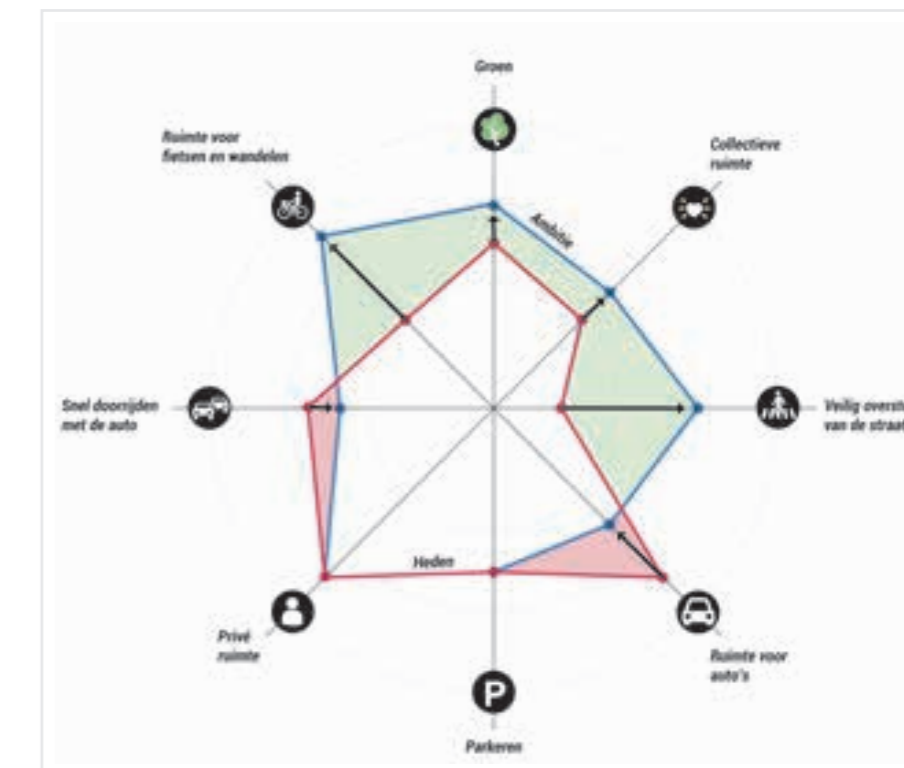 Groen
Ruimte voor
fietsen en wandelen
Collectieve
ruimte
Ambitie
Snel doorrijden
met de auto
Veilig overst
van de straat
Heden
Privé
ruimte
Ruimte voor
auto's
P
Parkeren